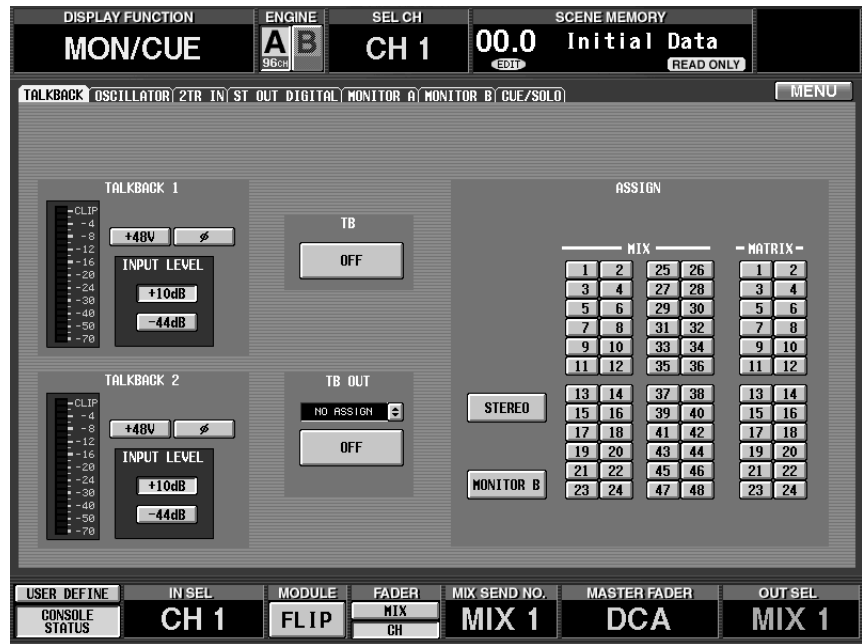 DISPLAY FUNCTION ENGINE SEL CH SCENE MEMORY
MON/CUE A B CH 1 00.0 Initial Data
96CH EDIT READ ONLY
TALKBACK OSCILLATOR 2TR IN ST OUT DIGITAL MONITOR A MONITOR B CUE/SOLO MENU
TALKBACK 1
CLIP
-4
-8
-12
-16
-20
-24
-30
-40
-50
-70
+48V ø
INPUT LEVEL
+10dB
-44dB
TALKBACK 2
CLIP
-4
-8
-12
-16
-20
-24
-30
-40
-50
-70
+48V ø
INPUT LEVEL
+10dB
-44dB
TB
OFF
TB OUT
NO ASSIGN
OFF
ASSIGN
MIX MATRIX
1 2 25 26 1 2
3 4 27 28 3 4
5 6 29 30 5 6
7 8 31 32 7 8
9 10 33 34 9 10
11 12 35 36 11 12
STEREO
13 14 37 38 13 14
15 16 39 40 15 16
17 18 41 42 17 18
19 20 43 44 19 20
21 22 45 46 21 22
23 24 47 48 23 24
MONITOR B
USER DEFINE IN SEL MODULE FADER MIX SEND NO. MASTER FADER OUT SEL
CONSOLE STATUS CH 1 FLIP MIX CH MIX 1 DCA MIX 1